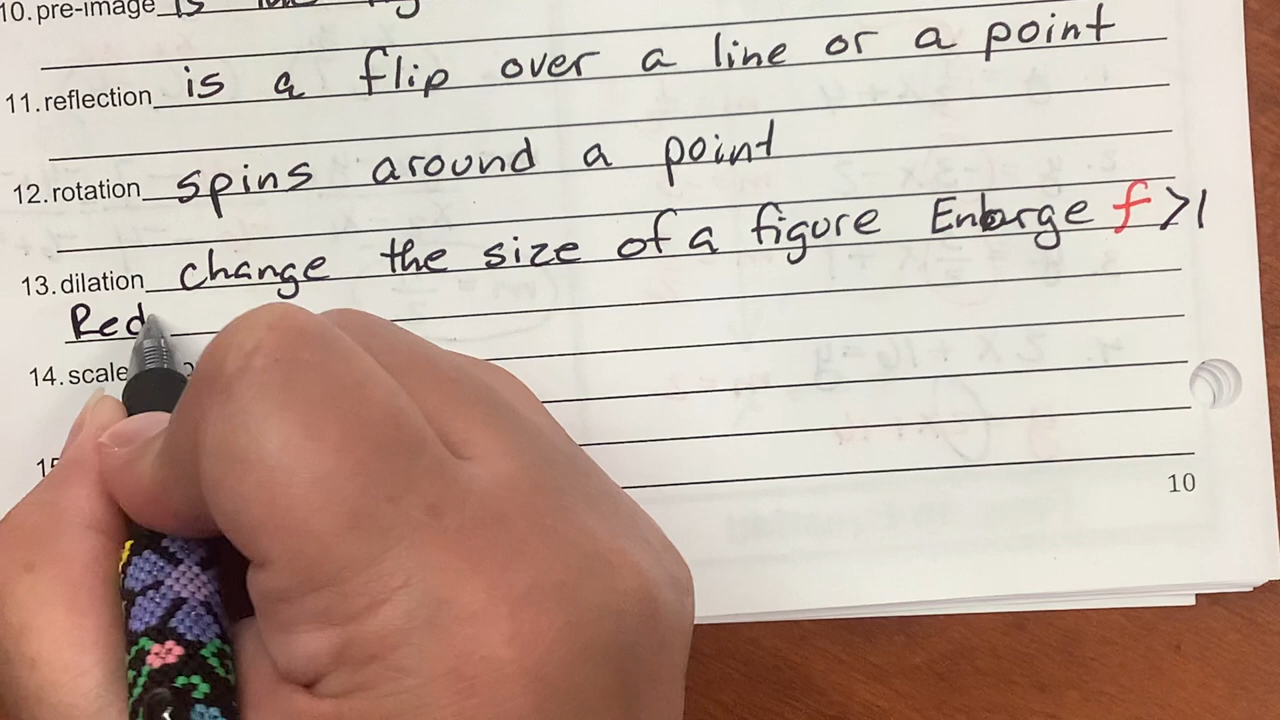 10. pre-image is
11. reflection is a flip over a line or a point
12. rotation spins around a point
13. dilation change the size of a figure Enlarge f >1
Red
14. scale
10